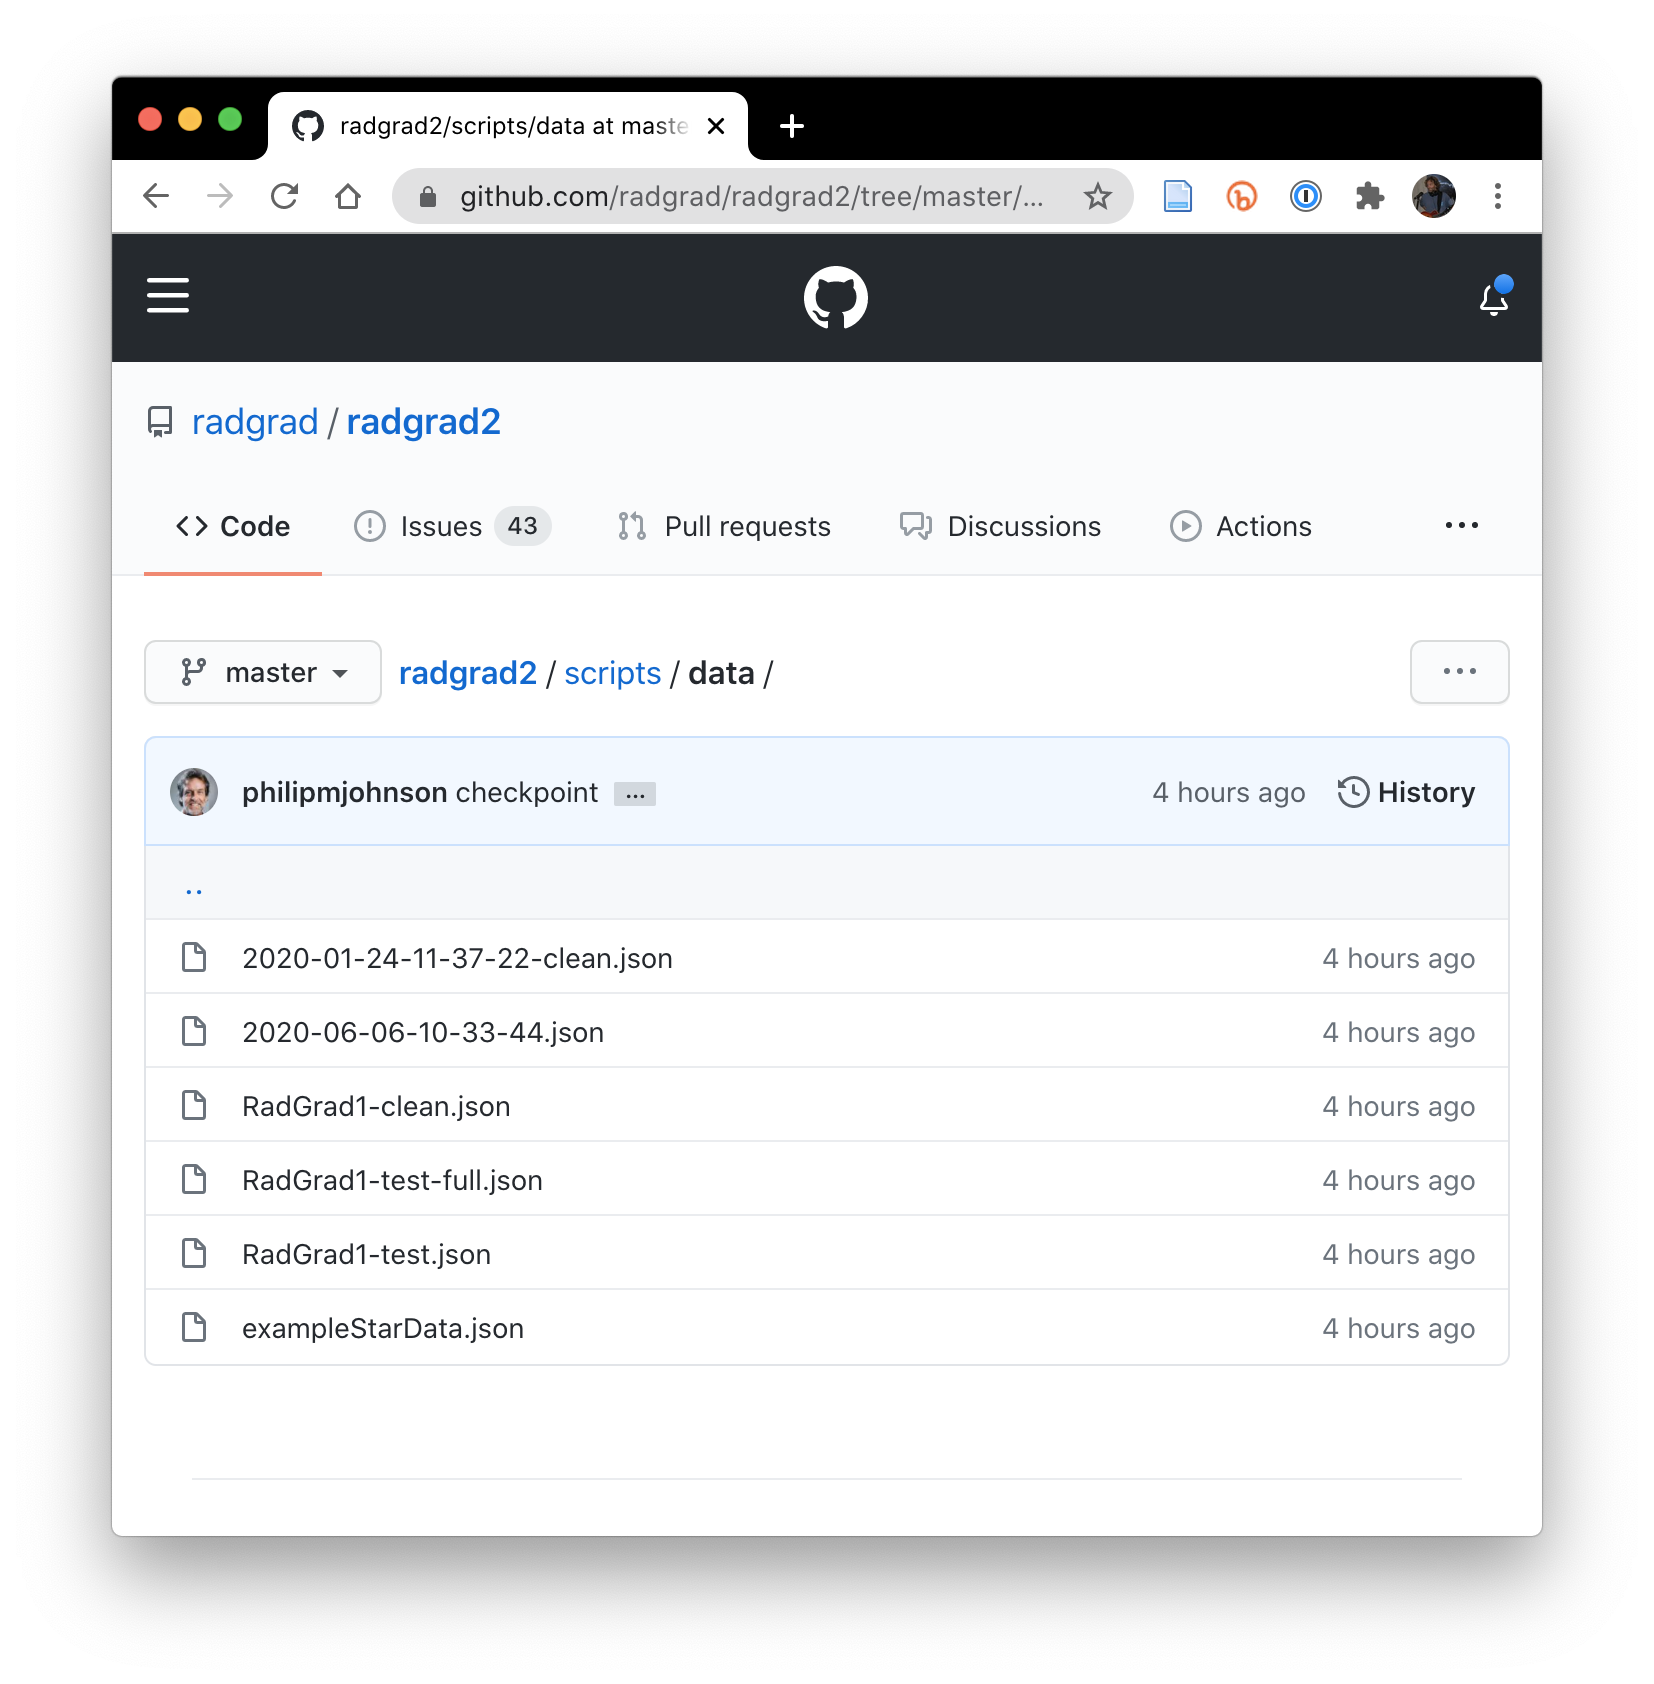 radgrad2/scripts/data at maste
github.com/radgrad/radgrad2/tree/master/...
radgrad / radgrad2
Code Issues 43 Pull requests Discussions Actions ...
master radgrad2 / scripts / data / ...
philipmjohnson checkpoint ... 4 hours ago History
..
2020-01-24-11-37-22-clean.json 4 hours ago
2020-06-06-10-33-44.json 4 hours ago
RadGrad1-clean.json 4 hours ago
RadGrad1-test-full.json 4 hours ago
RadGrad1-test.json 4 hours ago
exampleStarData.json 4 hours ago